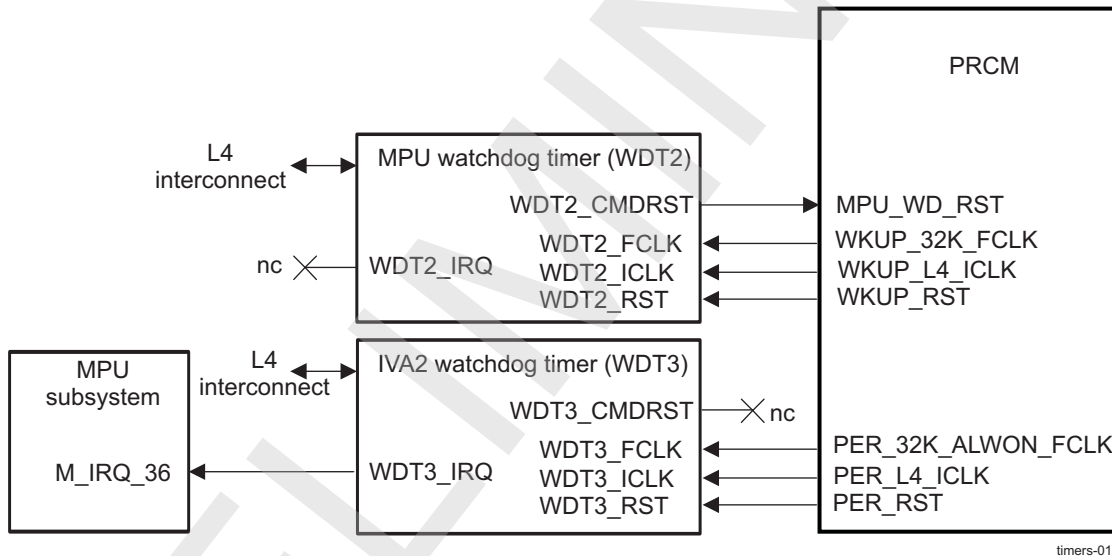 PRCM
L4
interconnect
MPU watchdog timer (WDT2)
WDT2_CMDRST
MPU_WD_RST
WDT2_FCLK
WKUP_32K_FCLK
nc
WDT2_IRQ
WDT2_ICLK
WKUP_L4_ICLK
WDT2_RST
WKUP_RST
MPU
subsystem
L4
interconnect
IVA2 watchdog timer (WDT3)
WDT3_CMDRST
nc
WDT3_FCLK
PER_32K_ALWON_FCLK
M_IRQ_36
WDT3_IRQ
WDT3_ICLK
PER_L4_ICLK
WDT3_RST
PER_RST
timers-01